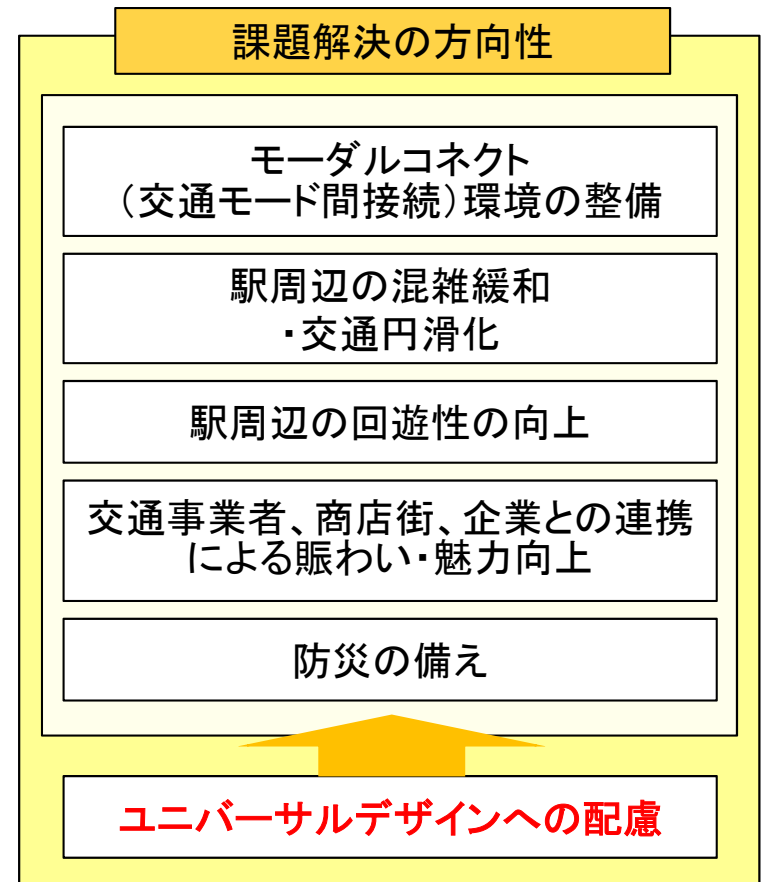 課題解決の方向性
モーダルコネクト
（交通モード間接続）環境の整備
駅周辺の混雑緩和
・交通円滑化
駅周辺の回遊性の向上
交通事業者、商店街、企業との連携
による賑わい・魅力向上
防災の備え
ユニバーサルデザインへの配慮